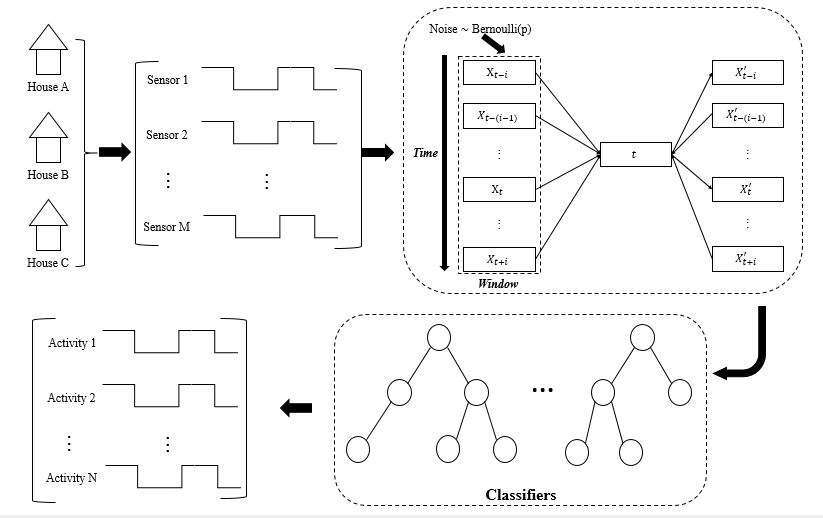 House A
House B
House C
Sensor 1
Sensor 2
⋮ ⋮
Sensor M
Noise ~ Bernoulli(p)
Time
X_{t−i}
X_{t−(i−1)}
⋮
X_t
⋮
X_{t+i}
Window
t
X'_{t−i}
X'_{t−(i−1)}
⋮
X'_t
⋮
X'_{t+i}
Activity 1
Activity 2
⋮ ⋮
Activity N
...
Classifiers